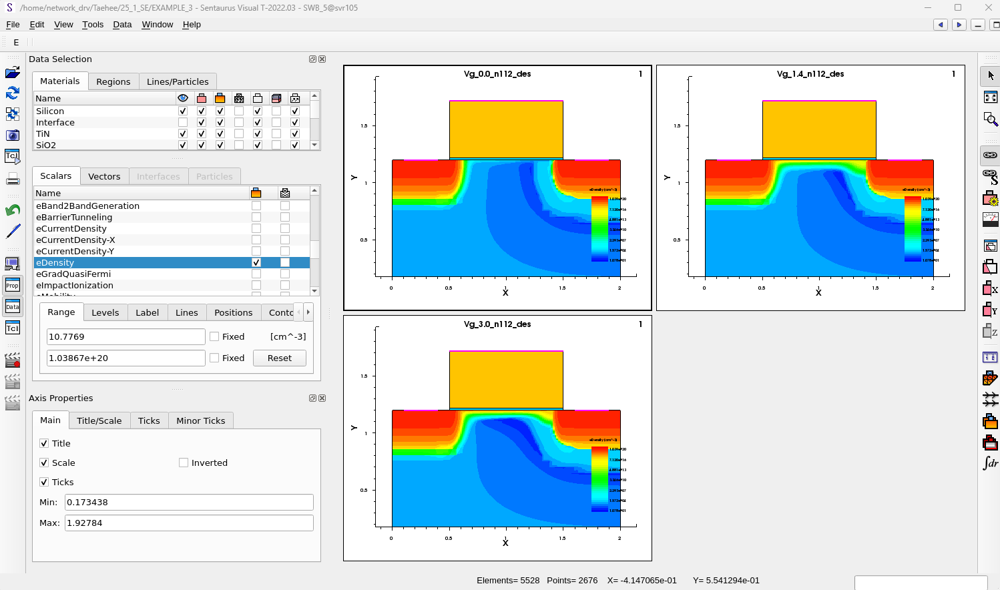 /home/network_drv/Taehee/25_1_SE/EXAMPLE_3 - Sentaurus Visual T-2022.03 - SWB_5@svr105
File Edit View Tools Data Window Help
E
Data Selection
Materials Regions Lines/Particles
Name
Silicon
Interface
TiN
SiO2
Scalars Vectors Interfaces Particles
Name
eBand2BandGeneration
eBarrierTunneling
eCurrentDensity
eCurrentDensity-X
eCurrentDensity-Y
eDensity
eGradQuasiFermi
eImpactIonization
eMobility
Range Levels Label Lines Positions Conto
10.7769 Fixed [cm^-3]
1.03867e+20 Fixed Reset
Axis Properties
Main Title/Scale Ticks Minor Ticks
Title
Scale Inverted
Ticks
Min: 0.173438
Max: 1.92784
Tcl
Prop
Data
Tcl
Vg_0.0_n112_des 1
1.5
Y
1
0.5
0 0.5 1 1.5 2
X
eDensity (cm^-3)
1.039e+20
7.120e+16
4.881e+13
3.346e+10
2.293e+07
1.572e+04
1.078e+01
Vg_1.4_n112_des 1
1.5
Y
1
0.5
0 0.5 1 1.5 2
X
eDensity (cm^-3)
1.039e+20
7.120e+16
4.881e+13
3.346e+10
2.293e+07
1.572e+04
1.078e+01
Vg_3.0_n112_des 1
1.5
Y
1
0.5
0 0.5 1 1.5 2
X
eDensity (cm^-3)
1.039e+20
7.120e+16
4.881e+13
3.346e+10
2.293e+07
1.572e+04
1.078e+01
S
X
Y
Z
∫dr
Elements= 5528 Points= 2676 X= -4.147065e-01 Y= 5.541294e-01